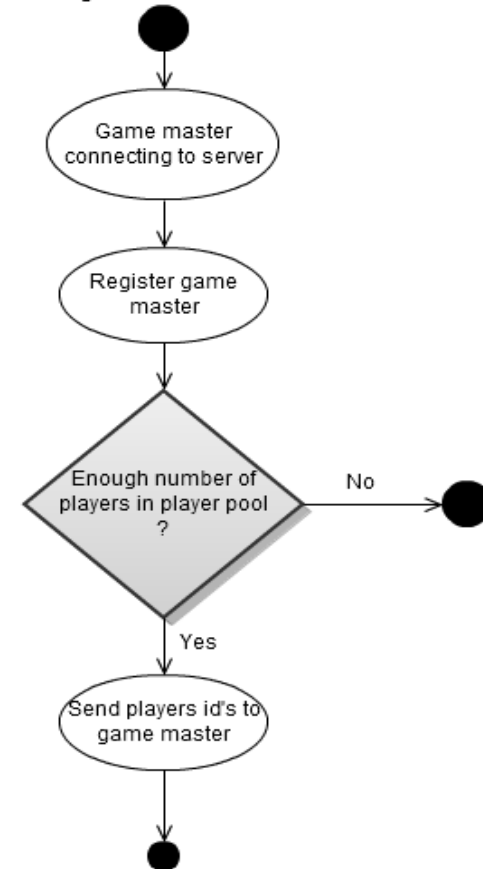 Game master
connecting to server
Register game
master
Enough number of
players in player pool
?
No
Yes
Send players id's to
game master